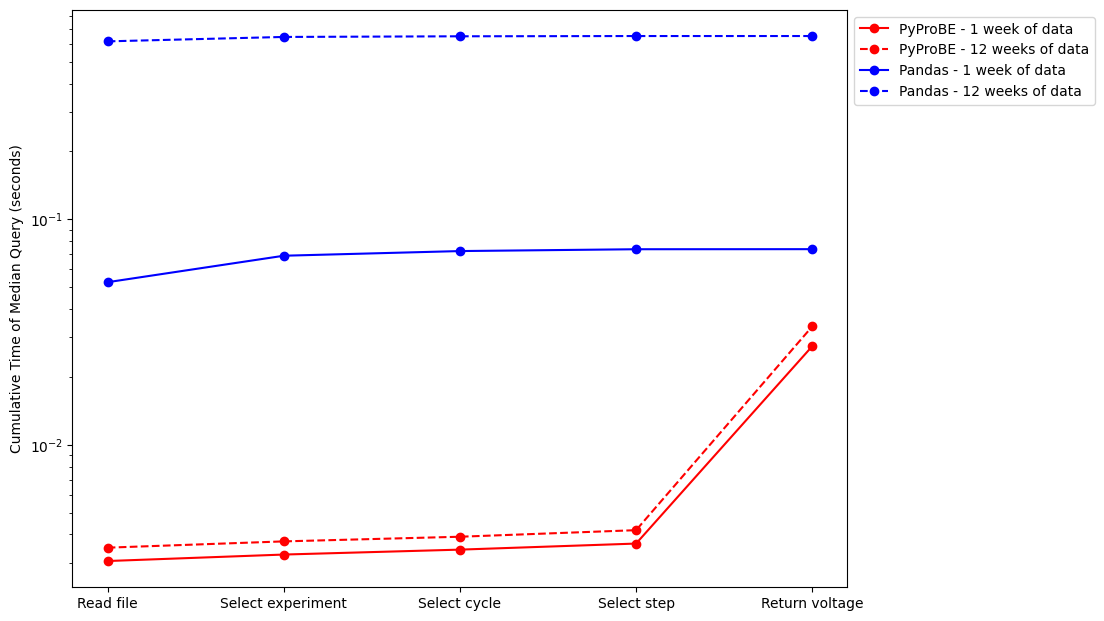 PyProBE - 1 week of data
PyProBE - 12 weeks of data
Pandas - 1 week of data
Pandas - 12 weeks of data
Cumulative Time of Median Query (seconds)
10⁻¹
10⁻²
Read file Select experiment Select cycle Select step Return voltage